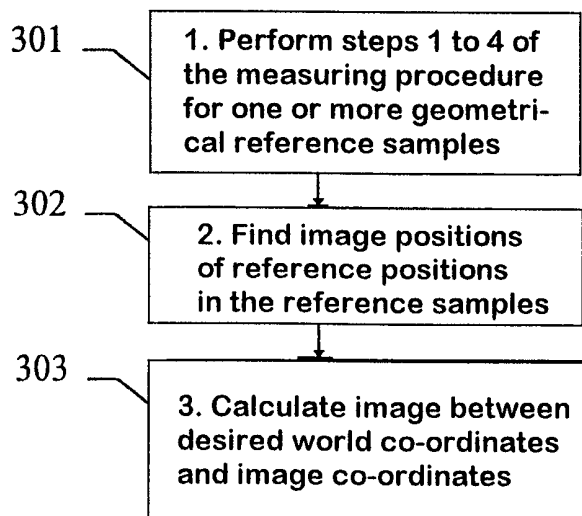 301
1. Perform steps 1 to 4 of
the measuring procedure
for one or more geometri-
cal reference samples
302
2. Find image positions
of reference positions
in the reference samples
303
3. Calculate image between
desired world co-ordinates
and image co-ordinates